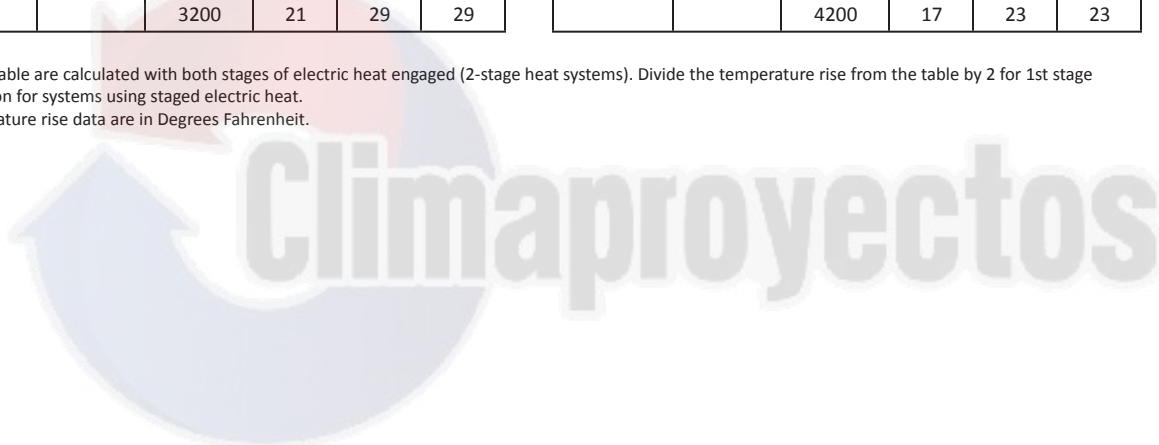 3200 21 29 29 4200 17 23 23
able are calculated with both stages of electric heat engaged (2-stage heat systems). Divide the temperature rise from the table by 2 for 1st stage
on for systems using staged electric heat.
ature rise data are in Degrees Fahrenheit.
Climaproyectos